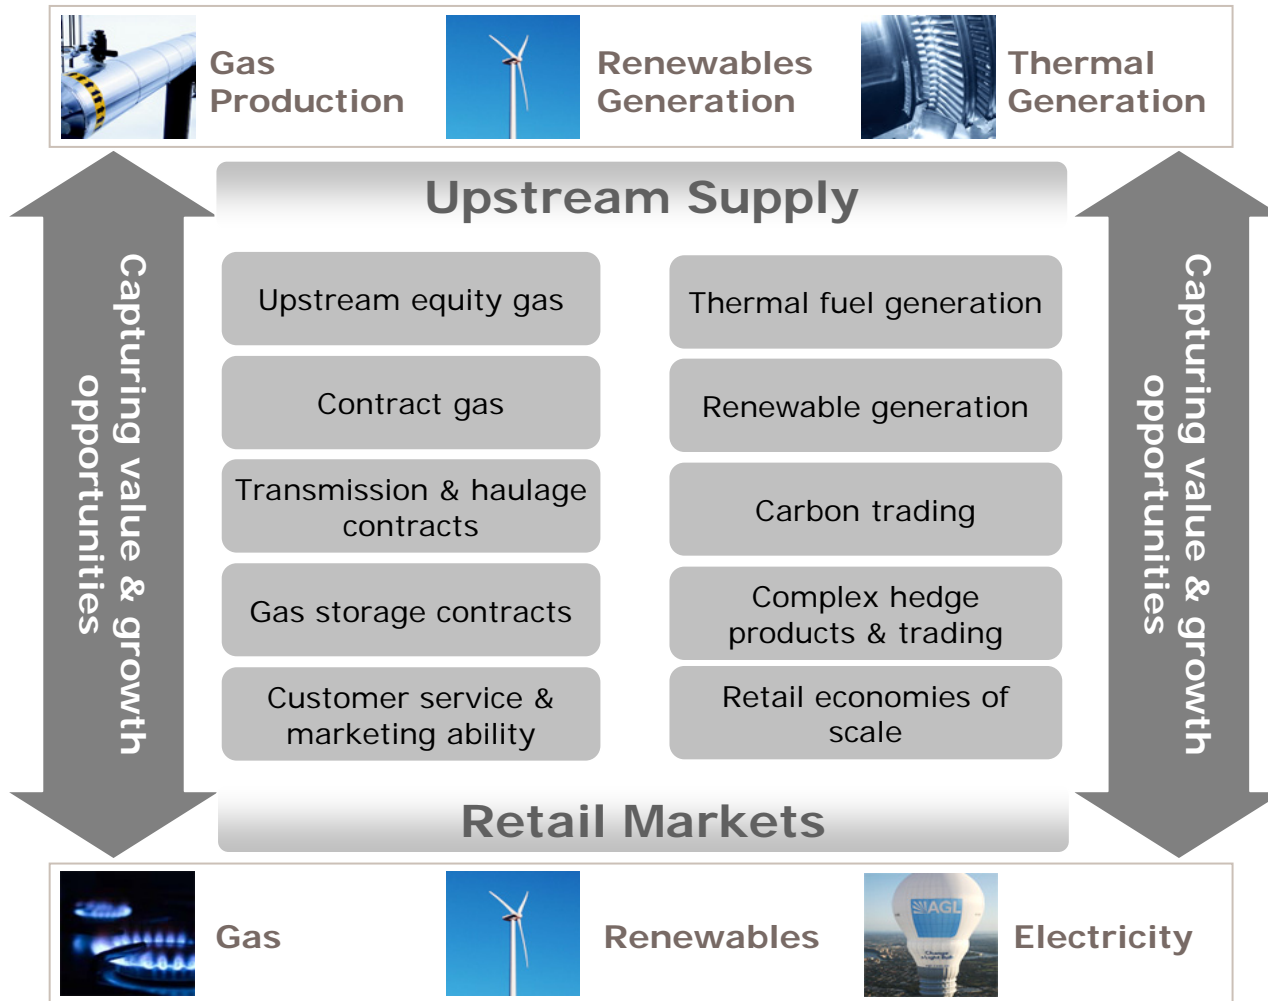 Gas
Production
Renewables
Generation
Thermal
Generation
Upstream Supply
Capturing value & growth
opportunities
Upstream equity gas
Thermal fuel generation
Contract gas
Renewable generation
Transmission & haulage
contracts
Carbon trading
Gas storage contracts
Complex hedge
products & trading
Customer service &
marketing ability
Retail economies of
scale
Capturing value & growth
opportunities
Retail Markets
Gas
Renewables
AGL
Electricity